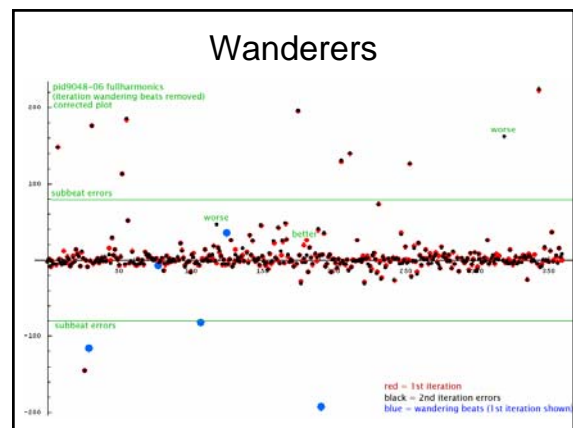 Wanderers
pid9048-06 fullharmonics
(iteration wandering beats removed)
corrected plot
200
worse
100
subbeat errors
worse
better
50
100
150
200
250
300
350
subbeat errors
-100
red = 1st iteration
black = 2nd iteration errors
blue = wandering beats (1st iteration shown)
-200